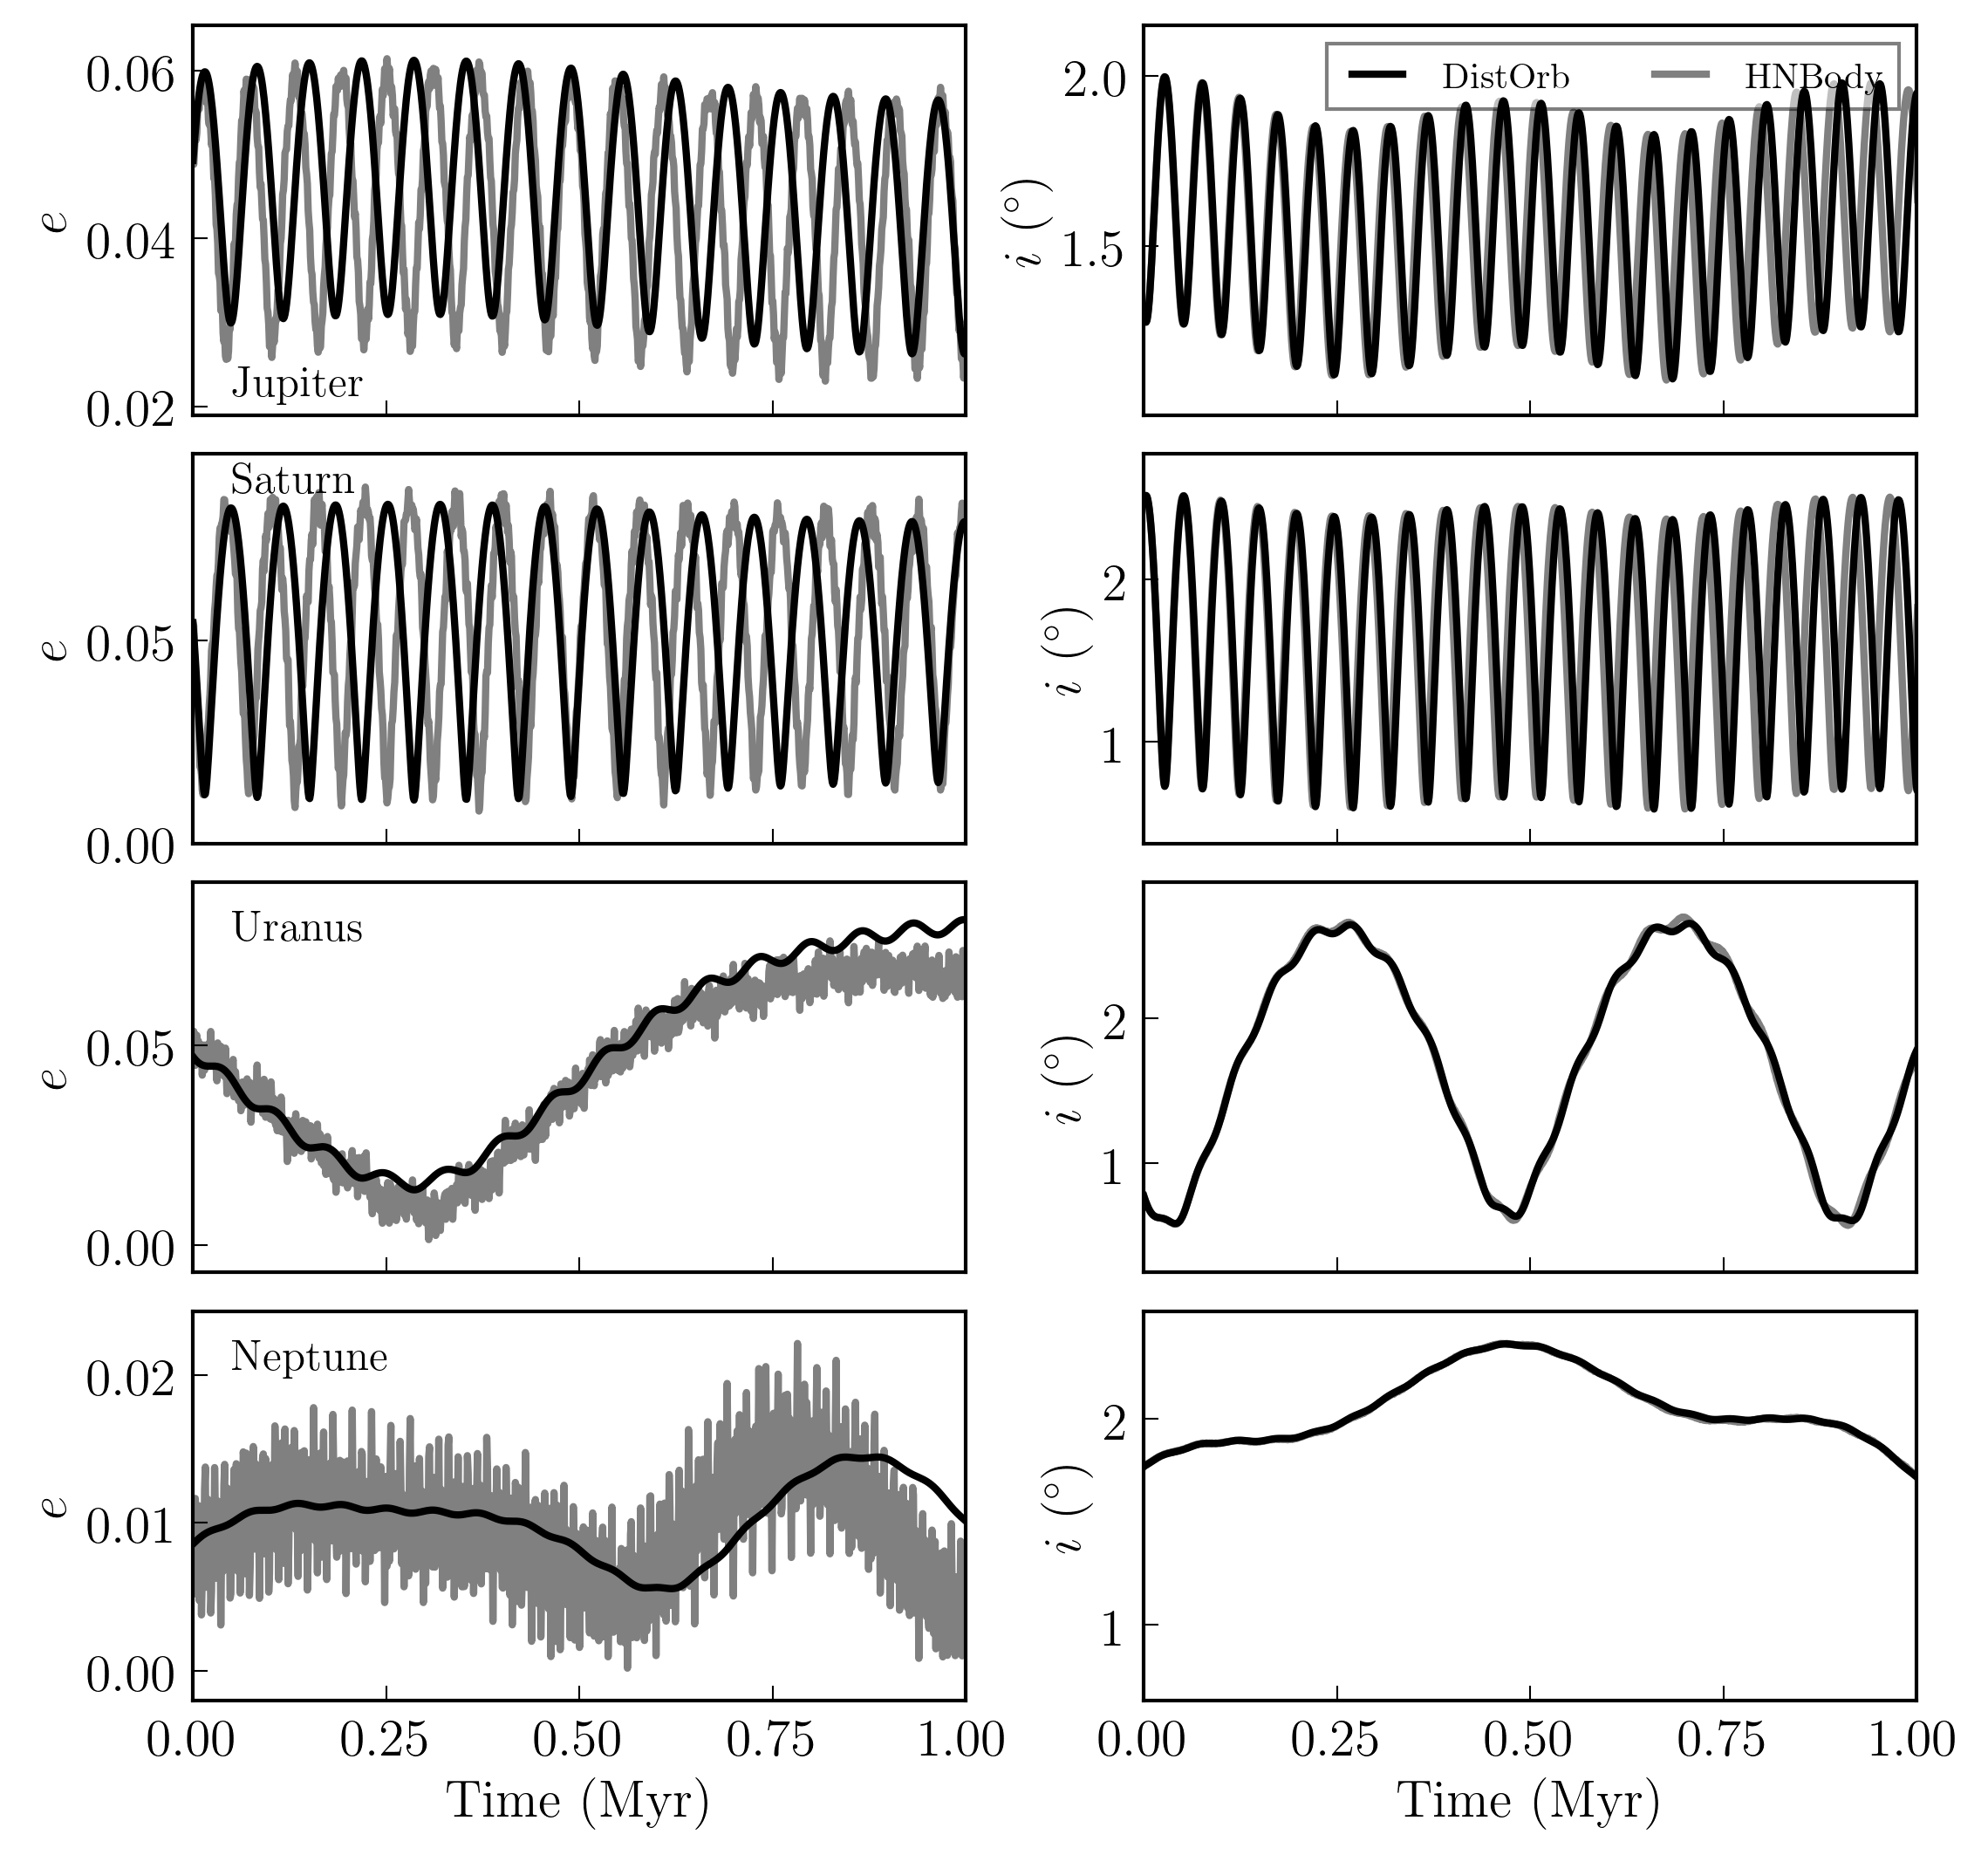 0.06
0.04
0.02
e
Jupiter
2.0
1.5
i (°)
DistOrb HNBody
Saturn
0.05
0.00
e
2
1
i (°)
Uranus
0.05
0.00
e
2
1
i (°)
Neptune
0.02
0.01
0.00
e
2
1
i (°)
0.00 0.25 0.50 0.75 1.00
Time (Myr)
0.00 0.25 0.50 0.75 1.00
Time (Myr)